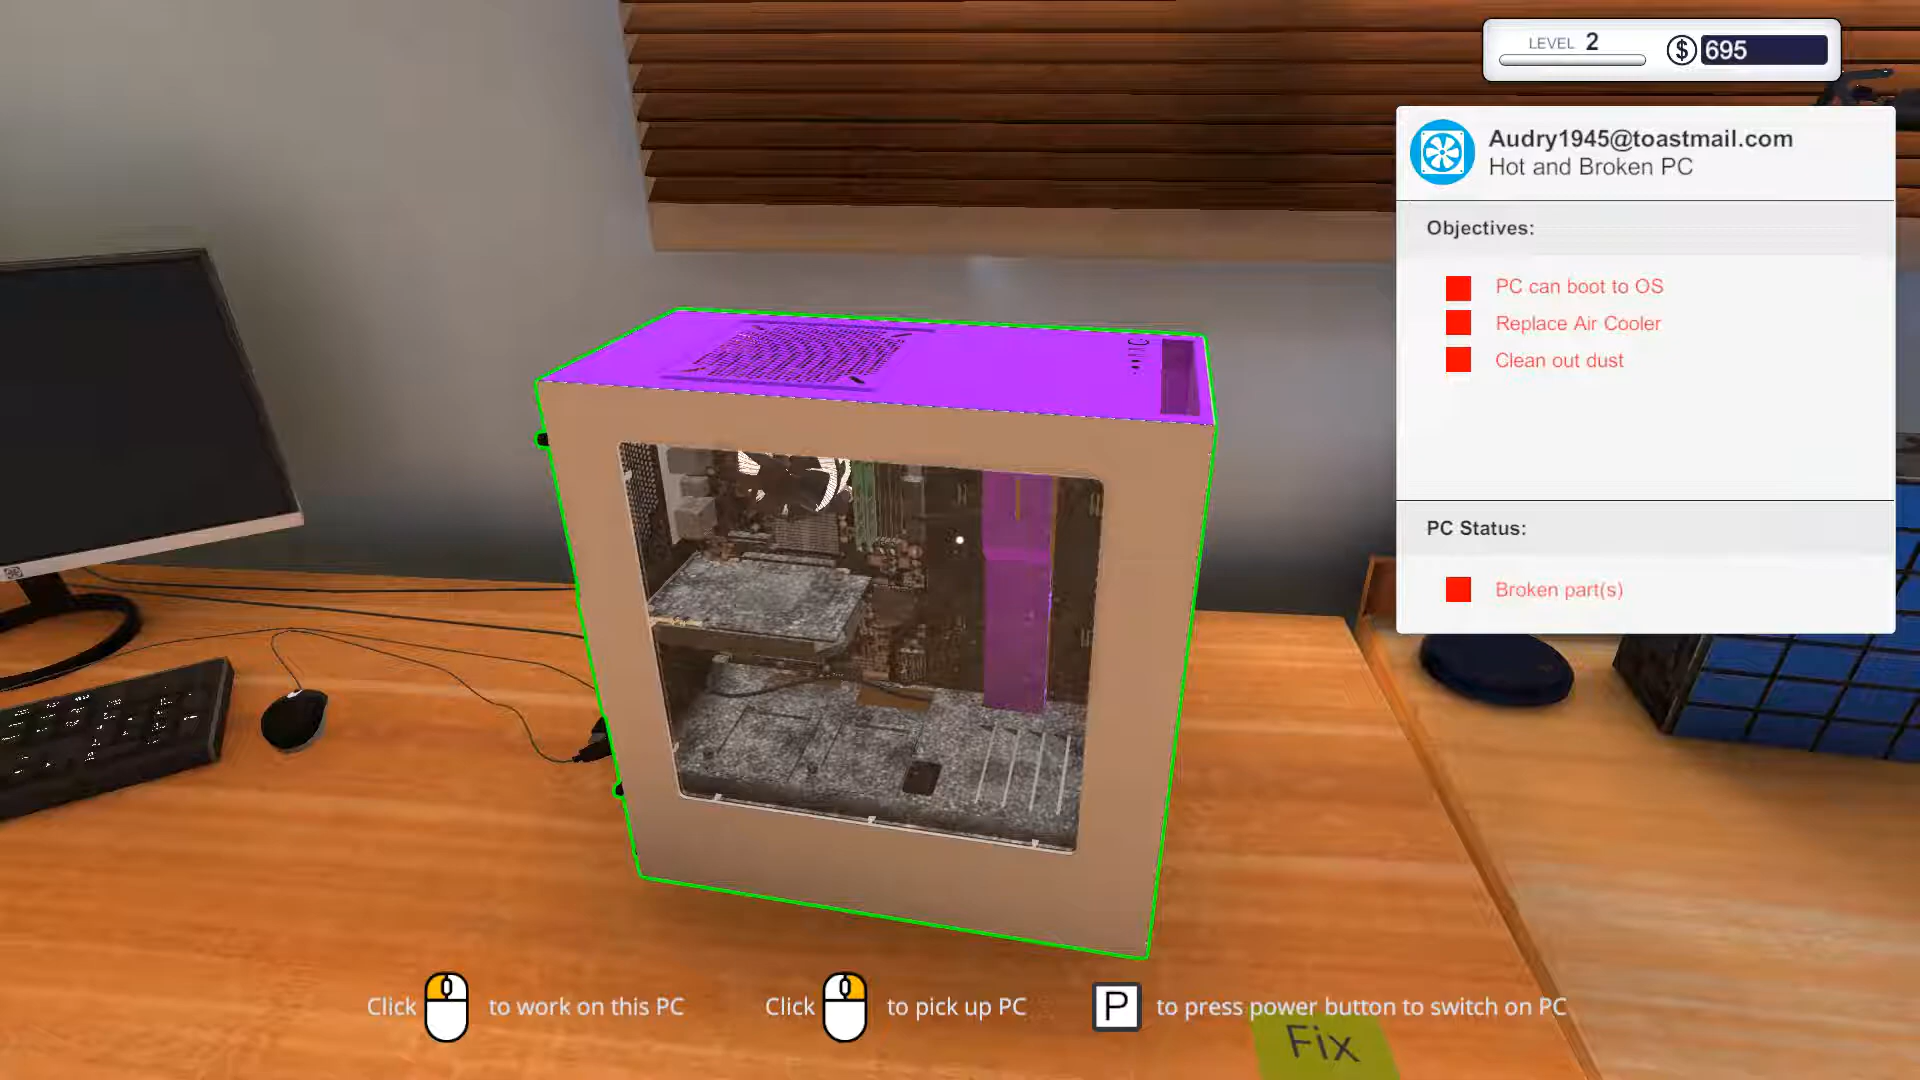 LEVEL 2
$ 695
Audry1945@toastmail.com
Hot and Broken PC
Objectives:
PC can boot to OS
Replace Air Cooler
Clean out dust
PC Status:
Broken part(s)
Click to work on this PC
Click to pick up PC
P to press power button to switch on PC
Fix